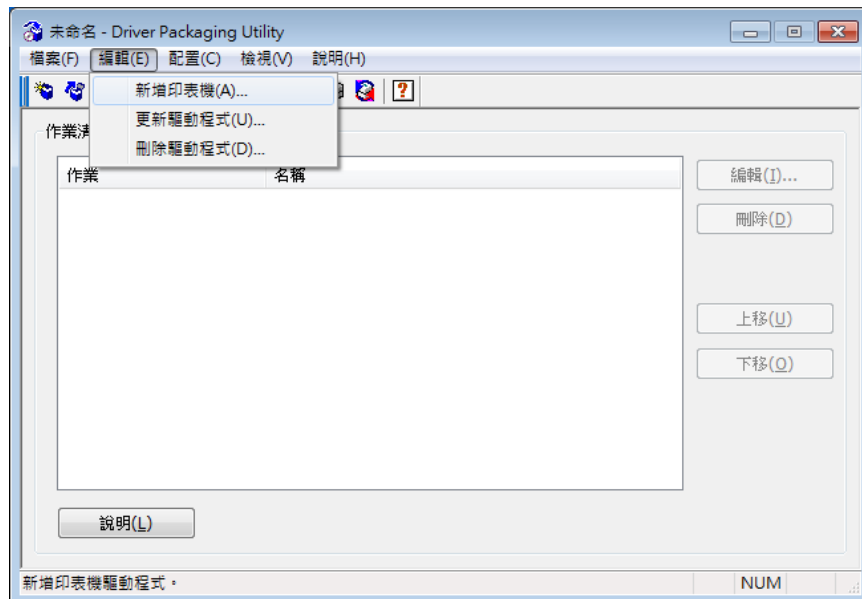 未命名 - Driver Packaging Utility
檔案(F) 編輯(E) 配置(C) 檢視(V) 說明(H)
新增印表機(A)...
更新驅動程式(U)...
刪除驅動程式(D)...
作業清
作業 名稱
編輯(I)...
刪除(D)
上移(U)
下移(O)
說明(L)
新增印表機驅動程式。 NUM